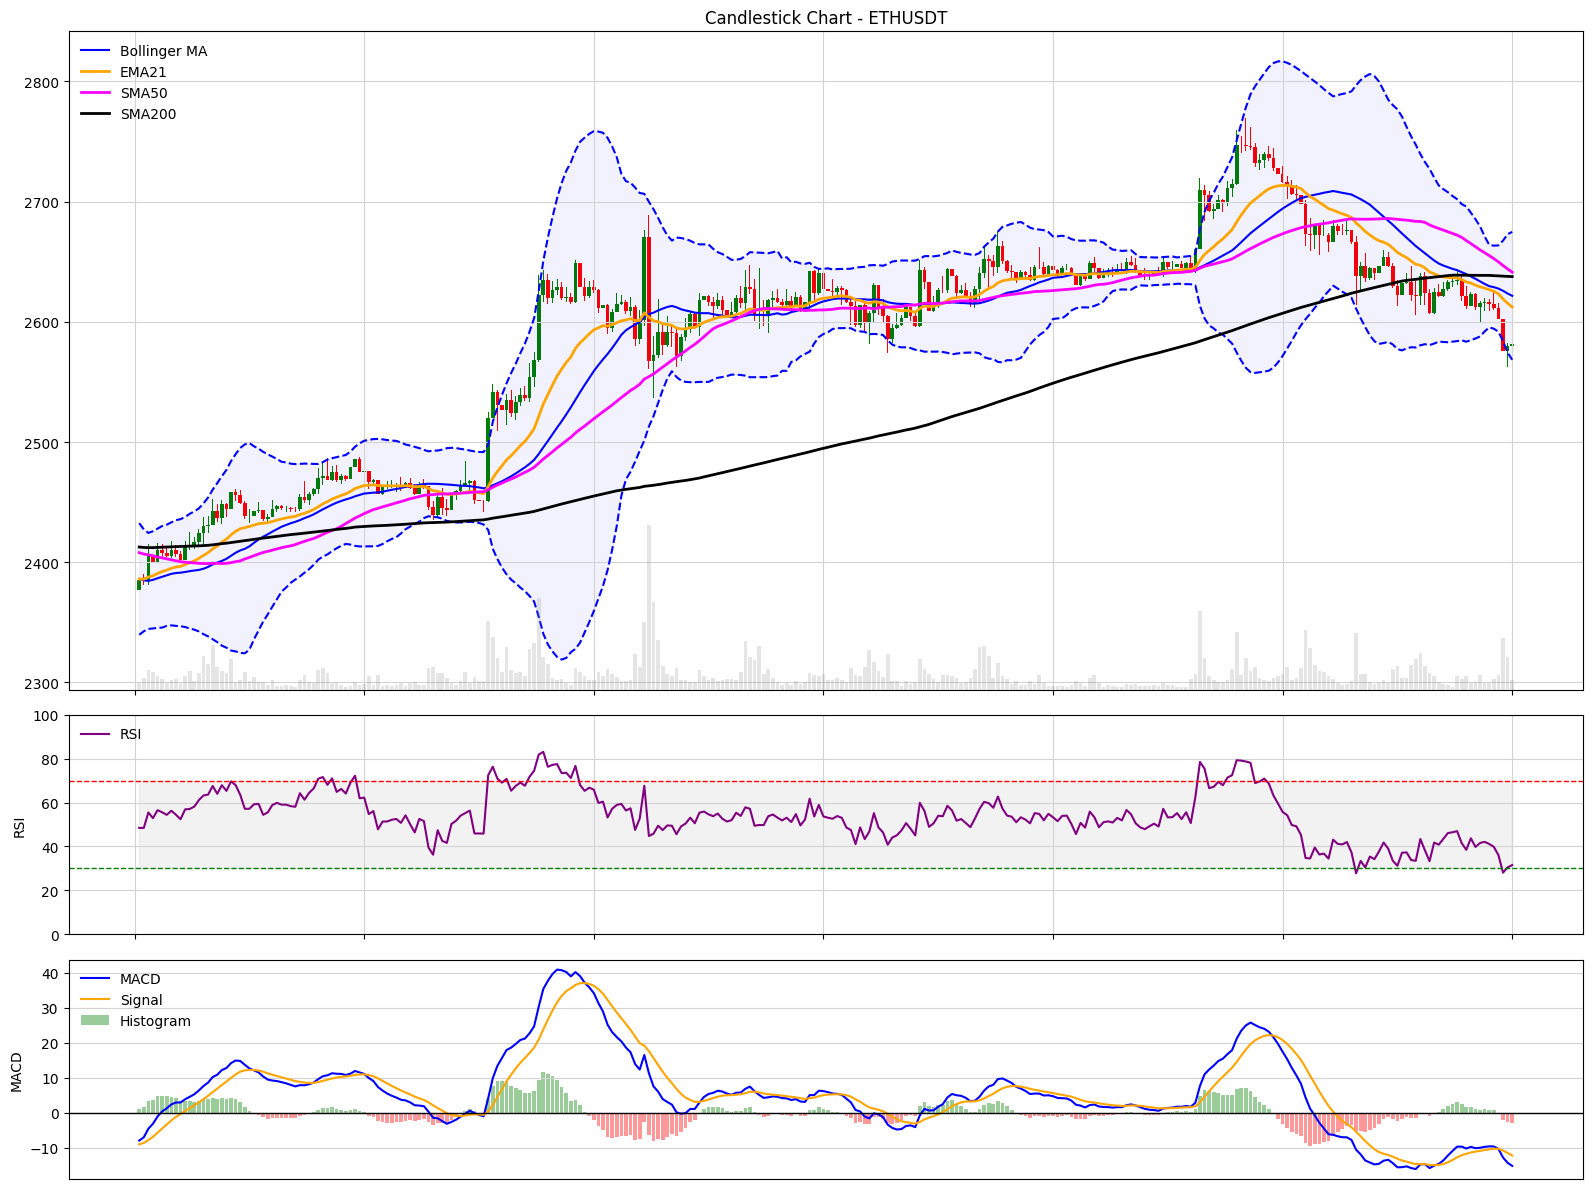 Candlestick Chart - ETHUSDT
Bollinger MA
EMA21
SMA50
SMA200
2800
2700
2600
2500
2400
2300
RSI
100
80
60
40
20
0
RSI
MACD
Signal
Histogram
40
30
20
10
0
−10
MACD